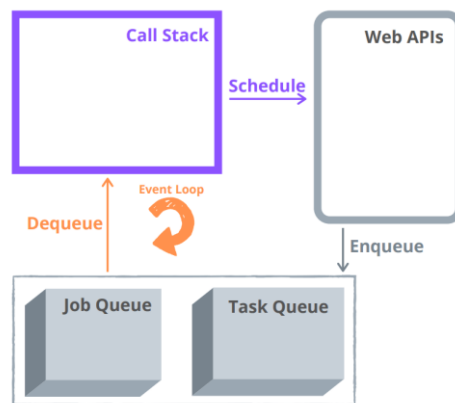 Call Stack
Web APIs
Schedule
Event Loop
Dequeue
Enqueue
Job Queue
Task Queue